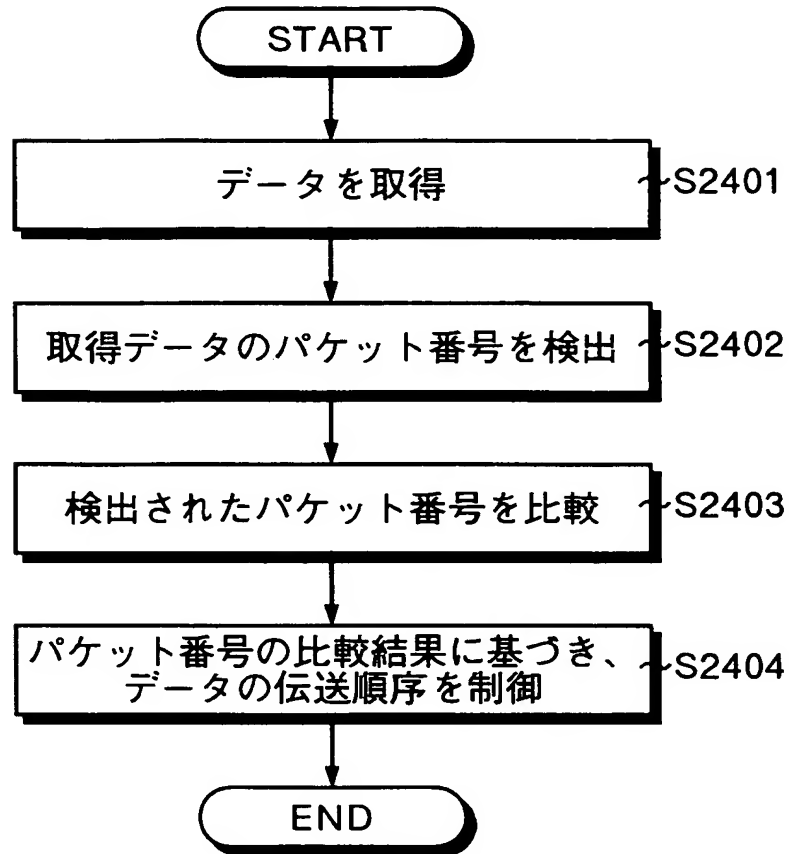 START
データを取得
S2401
取得データのパケット番号を検出
S2402
検出されたパケット番号を比較
S2403
パケット番号の比較結果に基づき、
データの伝送順序を制御
S2404
END